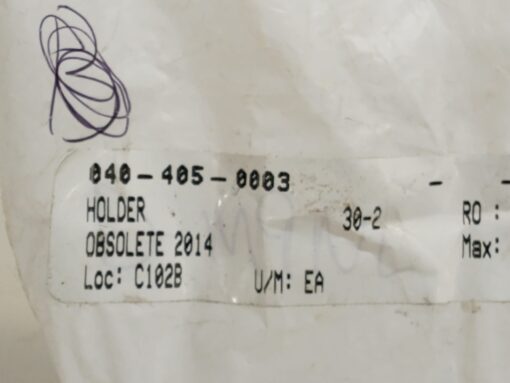 040-405-0003 - -
HOLDER 30-2 RO :
OBSOLETE 2014 Max:
Loc: C102B U/M: EA